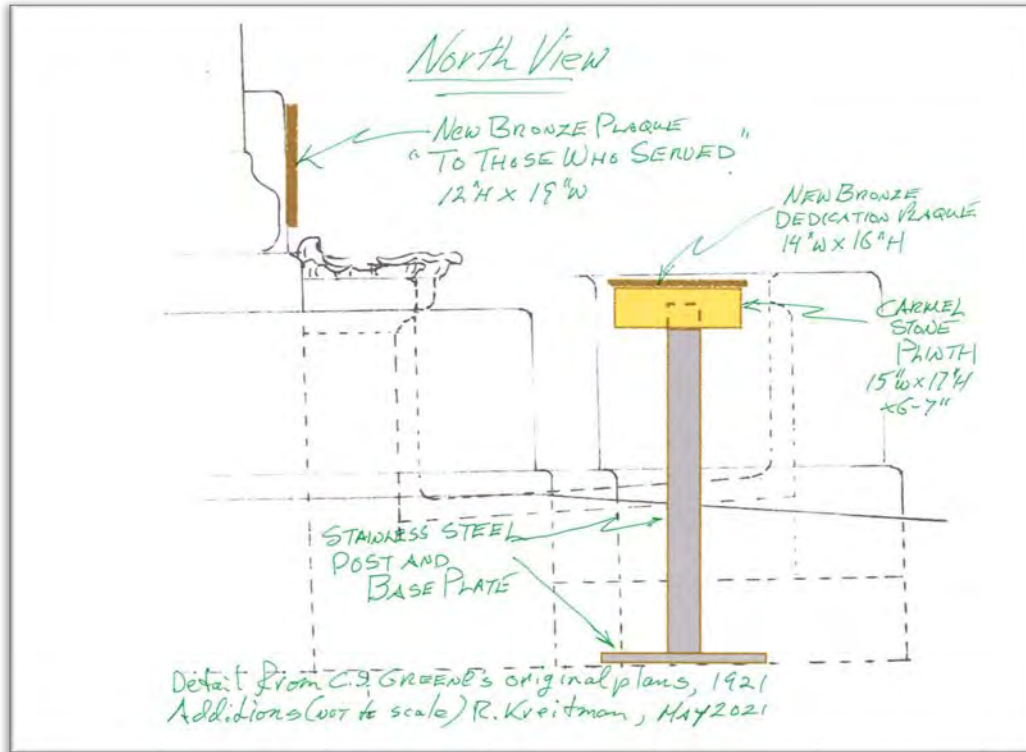 North View
NEW BRONZE PLAQUE
"TO THOSE WHO SERVED"
12"H X 19"W
NEW BRONZE
DEDICATION PLAQUE
14"W X 16"H
CARMEL
STONE
PLINTH
15"W X 17"H
X 6-7"
STAINLESS STEEL
POST AND
BASE PLATE
Detail from C.S. GREENE's original plans, 1921
Additions (NOT to scale) R. Kreitman, MAY 2021